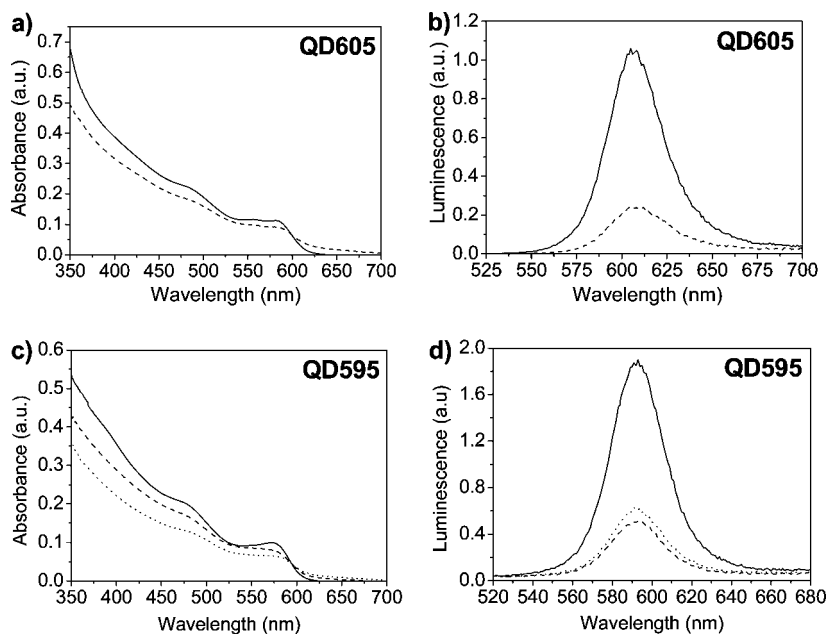 a)
QD605
Absorbance (a.u.)
0.7
0.6
0.5
0.4
0.3
0.2
0.1
0.0
350 400 450 500 550 600 650 700
Wavelength (nm)
b)
QD605
Luminescence (a.u.)
1.2
1.0
0.8
0.6
0.4
0.2
0.0
525 550 575 600 625 650 675 700
Wavelength (nm)
c)
QD595
Absorbance (a.u.)
0.6
0.5
0.4
0.3
0.2
0.1
0.0
350 400 450 500 550 600 650 700
Wavelength (nm)
d)
QD595
Luminescence (a.u)
2.0
1.6
1.2
0.8
0.4
0.0
520 540 560 580 600 620 640 660 680
Wavelength (nm)